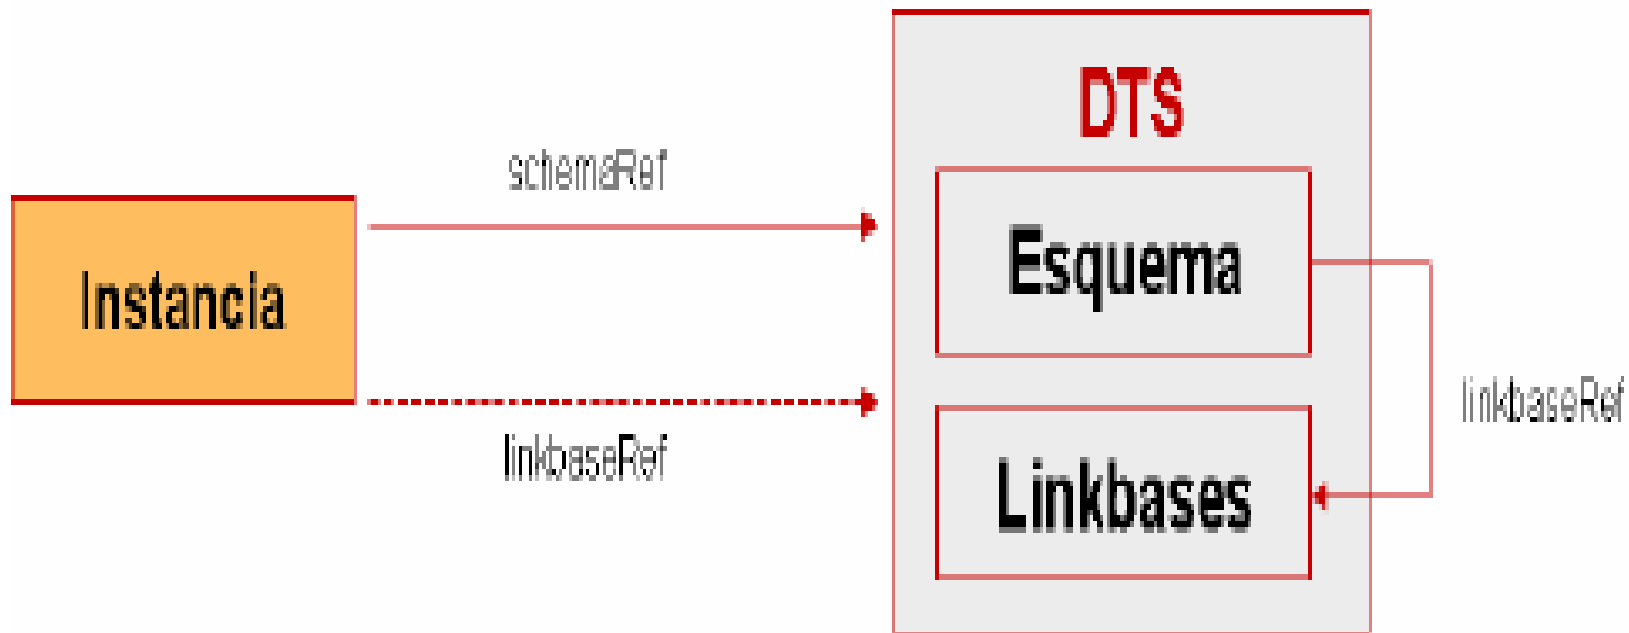 DTS
schemaRef
Esquema
Instancia
linkbaseRef
linkbaseRef
Linkbases